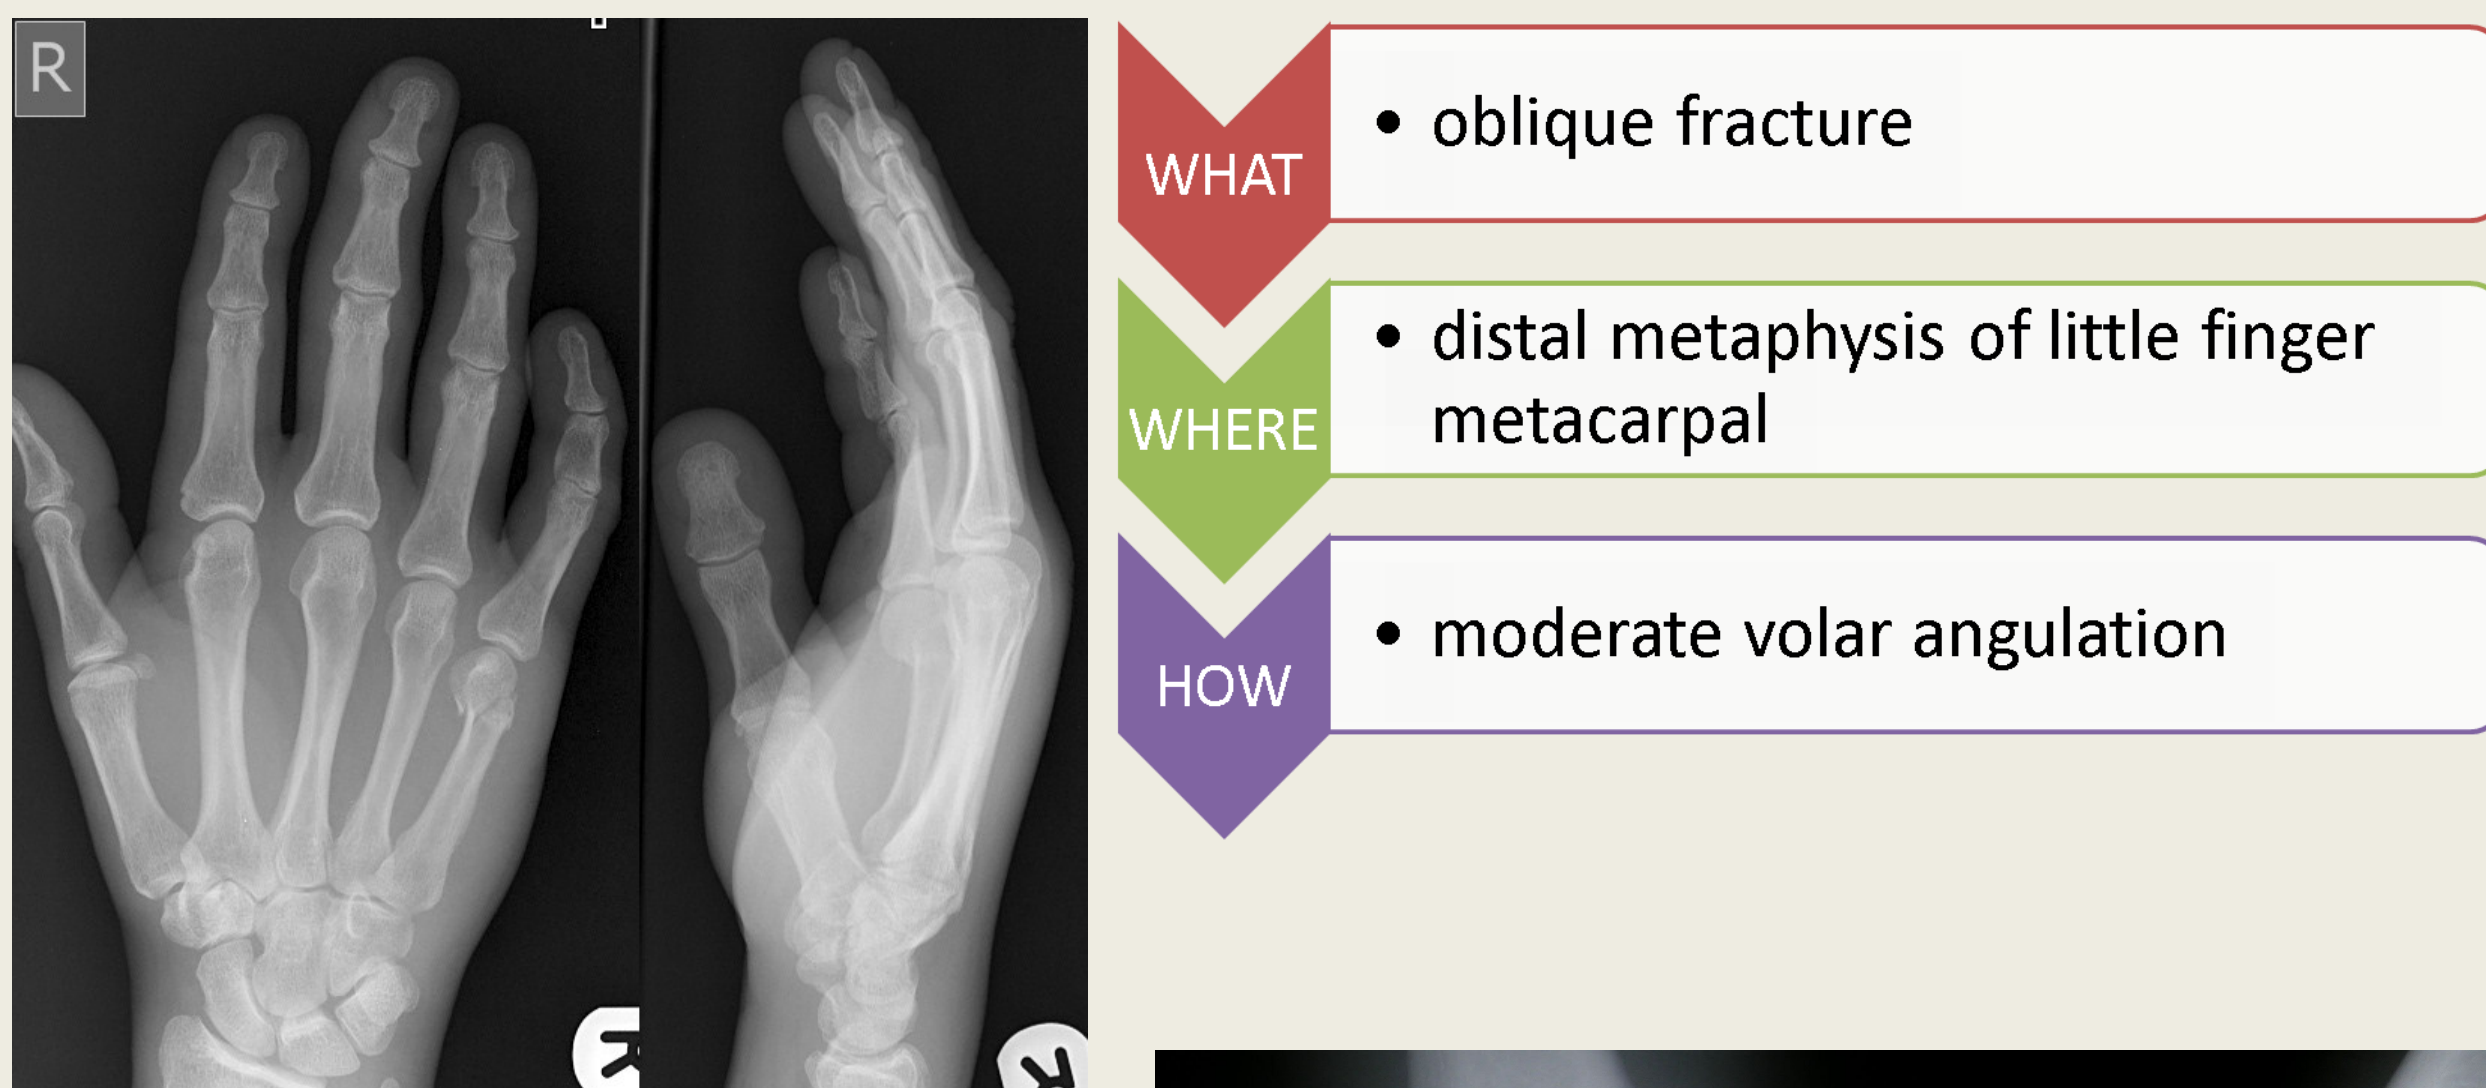 R
WHAT
• oblique fracture
WHERE
• distal metaphysis of little finger
metacarpal
HOW
• moderate volar angulation
R
R